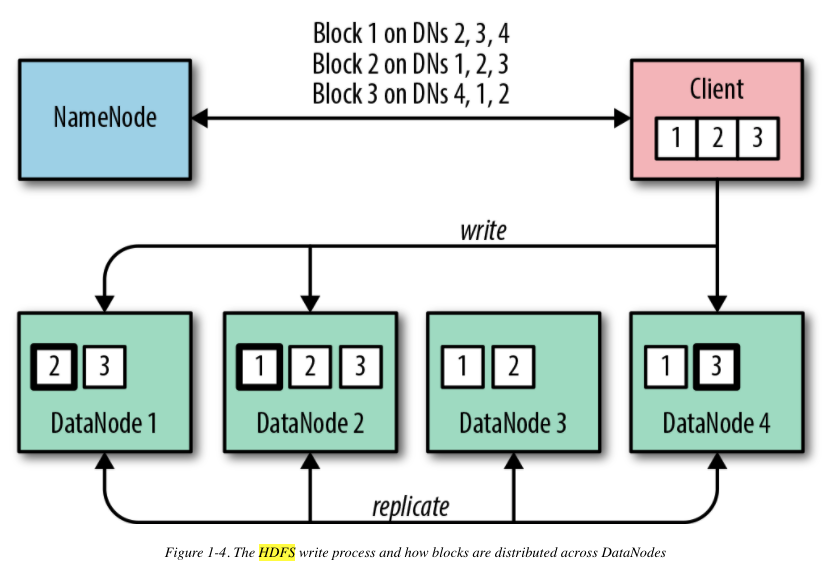 Block 1 on DNs 2, 3, 4
Block 2 on DNs 1, 2, 3
Block 3 on DNs 4, 1, 2
NameNode
Client
1 2 3
write
2 3
DataNode 1
1 2 3
DataNode 2
1 2
DataNode 3
1 3
DataNode 4
replicate
Figure 1-4. The HDFS write process and how blocks are distributed across DataNodes